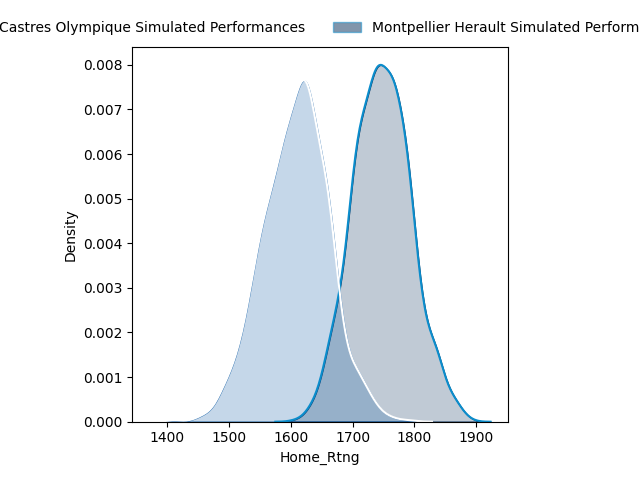 Castres Olympique Simulated Performances
Montpellier Herault Simulated Perform
0.008
0.007
0.006
0.005
0.004
0.003
0.002
0.001
0.000
Density
1400 1500 1600 1700 1800 1900
Home_Rtng